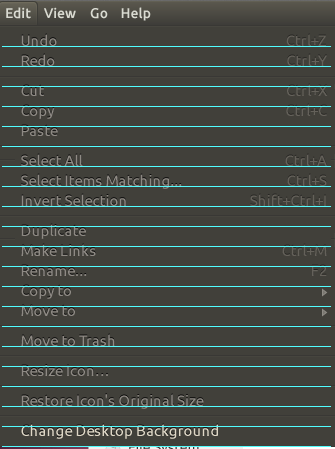 Edit View Go Help
Undo Ctrl+Z
Redo Ctrl+Y
Cut Ctrl+X
Copy Ctrl+C
Paste
Select All Ctrl+A
Select Items Matching... Ctrl+S
Invert Selection Shift+Ctrl+I
Duplicate
Make Links Ctrl+M
Rename... F2
Copy to
Move to
Move to Trash
Resize Icon...
Restore Icon's Original Size
Change Desktop Background
File System